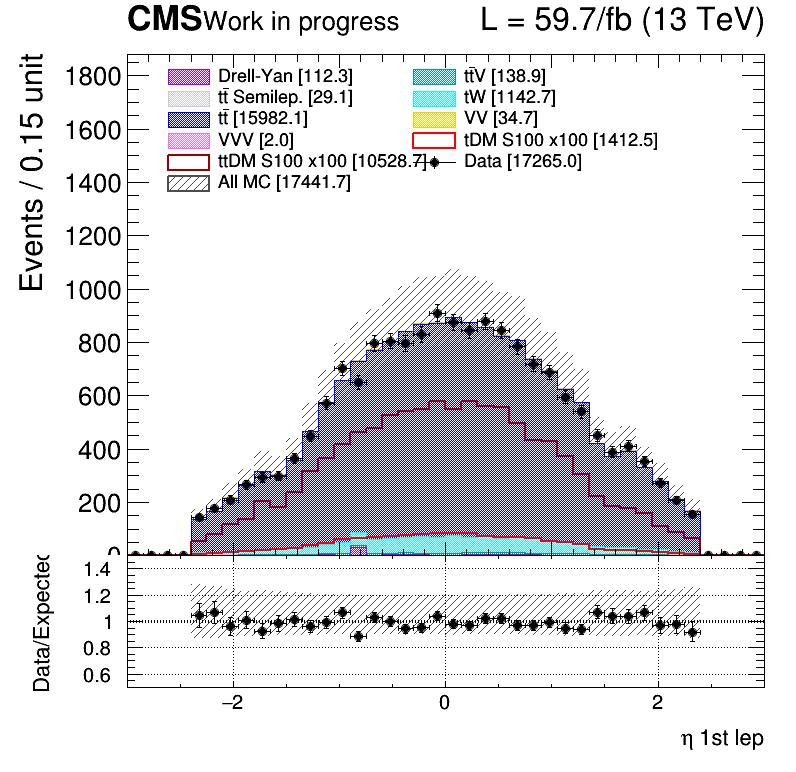 CMS Work in progress L = 59.7/fb (13 TeV)
Events / 0.15 unit
Drell-Yan [112.3] tt̄V [138.9]
tt̄ Semilep. [29.1] tW [1142.7]
tt̄ [15982.1] VV [34.7]
VVV [2.0] tDM S100 x100 [1412.5]
ttDM S100 x100 [10528.7] Data [17265.0]
All MC [17441.7]
1800
1600
1400
1200
1000
800
600
400
200
0
Data/Expected
1.4
1.2
1
0.8
0.6
−2 0 2
η 1st lep